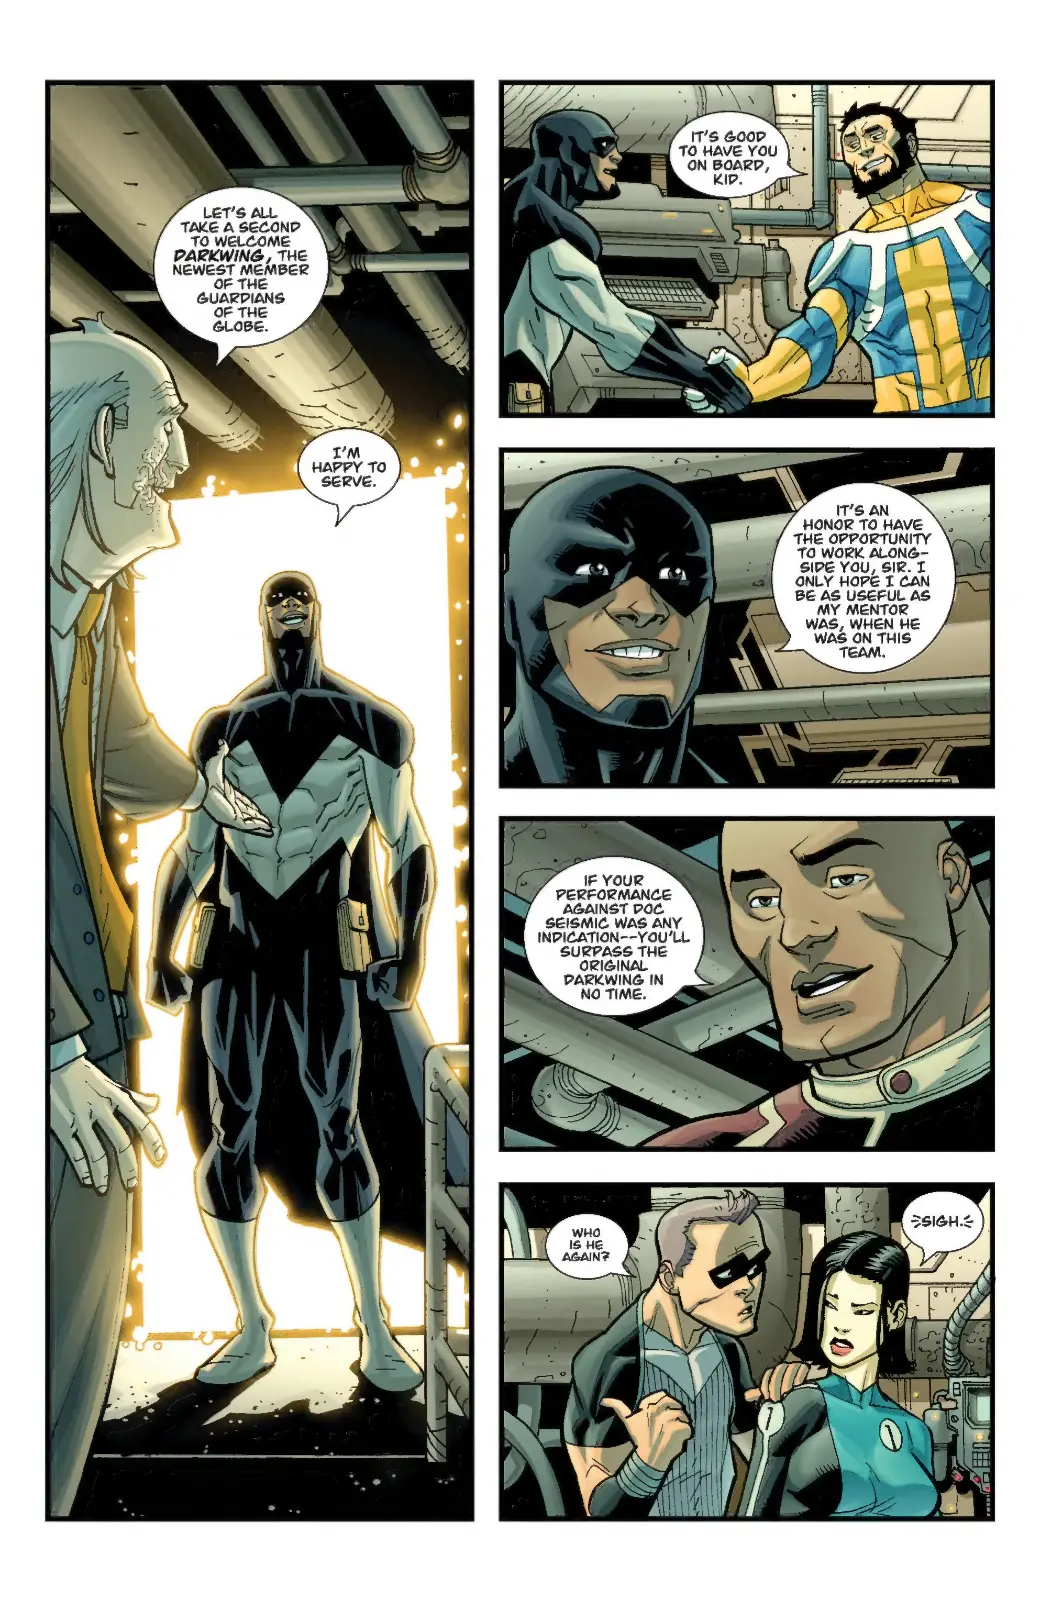 LET'S ALL
TAKE A SECOND
TO WELCOME
DARKWING, THE
NEWEST MEMBER
OF THE
GUARDIANS
OF THE
GLOBE.
I'M
HAPPY TO
SERVE.
IT'S GOOD
TO HAVE YOU
ON BOARD,
KID.
IT'S AN
HONOR TO HAVE
THE OPPORTUNITY
TO WORK ALONG-
SIDE YOU, SIR. I
ONLY HOPE I CAN
BE AS USEFUL AS
MY MENTOR
WAS, WHEN HE
WAS ON THIS
TEAM.
IF YOUR
PERFORMANCE
AGAINST DOC
SEISMIC WAS ANY
INDICATION--YOU'LL
SURPASS THE
ORIGINAL
DARKWING IN
NO TIME.
WHO
IS HE
AGAIN?
SIGH.
1
1